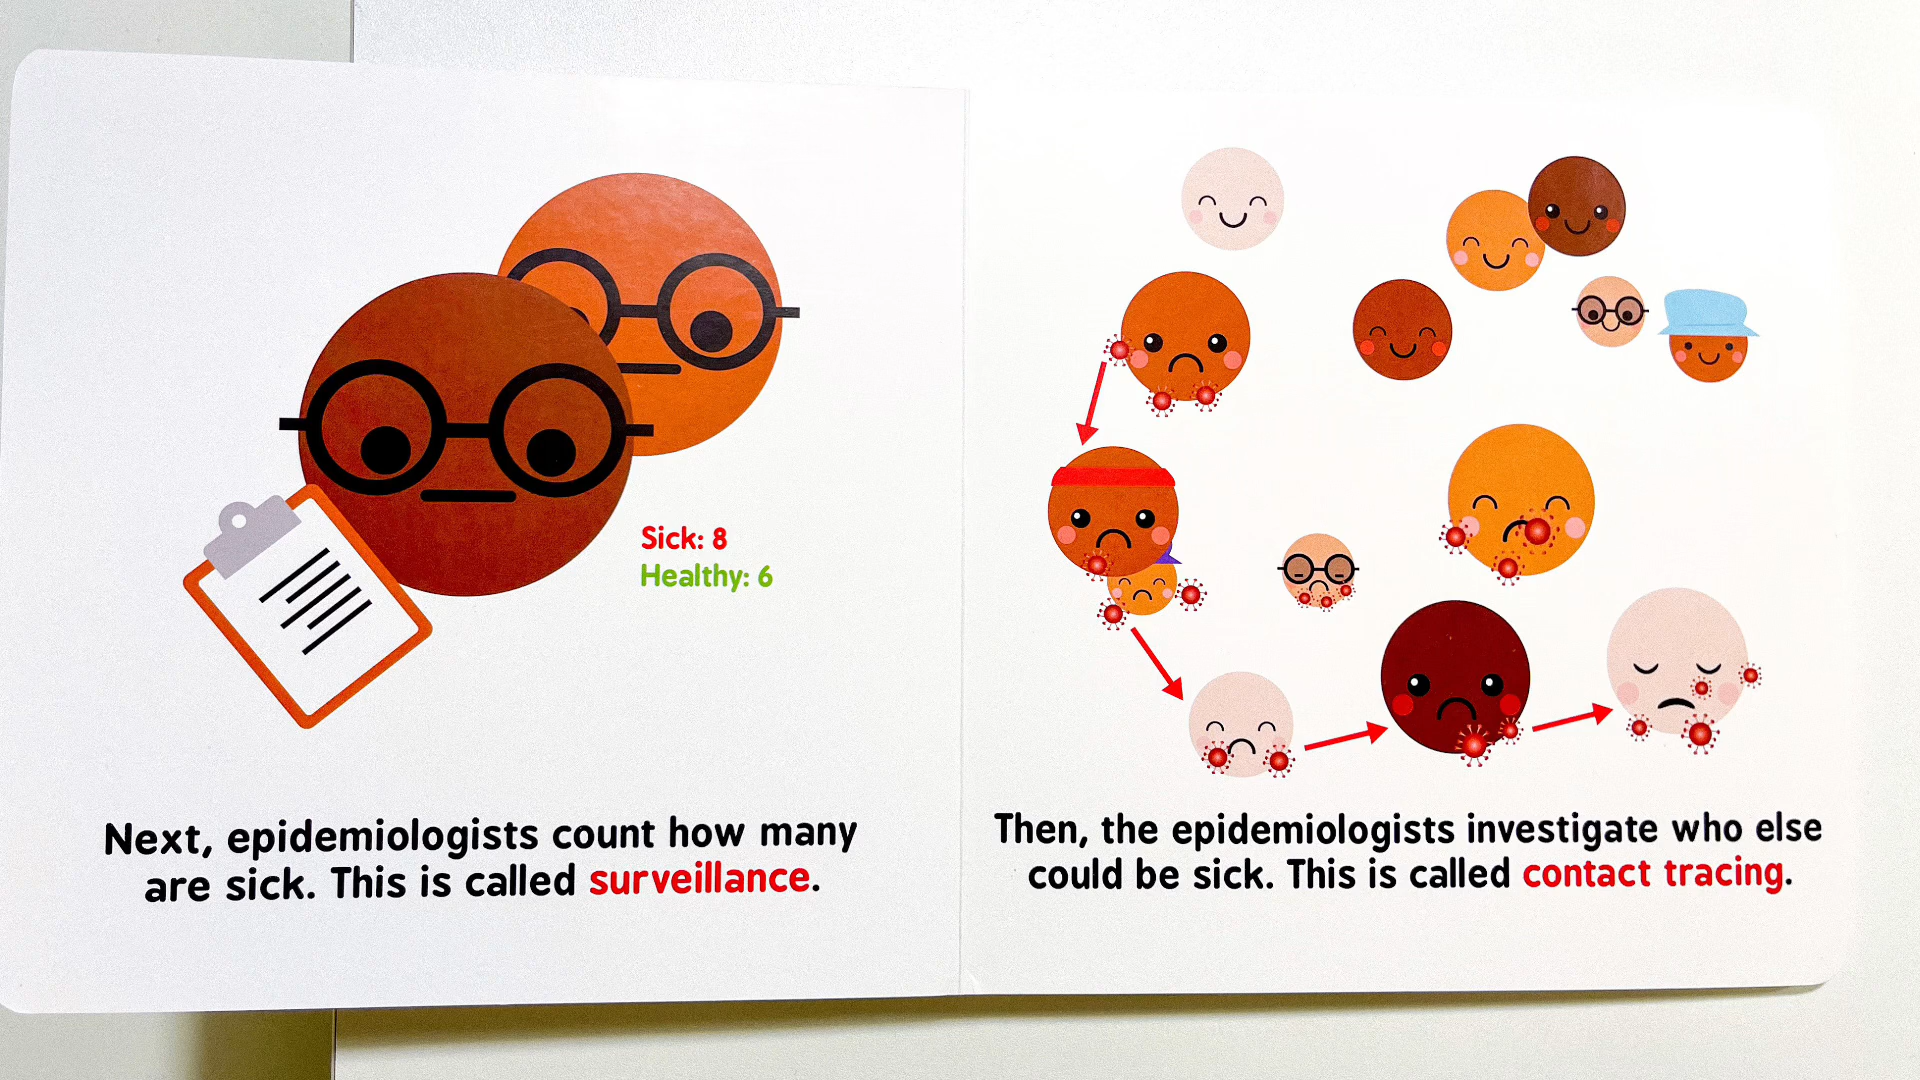 Sick: 8
Healthy: 6
Next, epidemiologists count how many
are sick. This is called surveillance.
Then, the epidemiologists investigate who else
could be sick. This is called contact tracing.